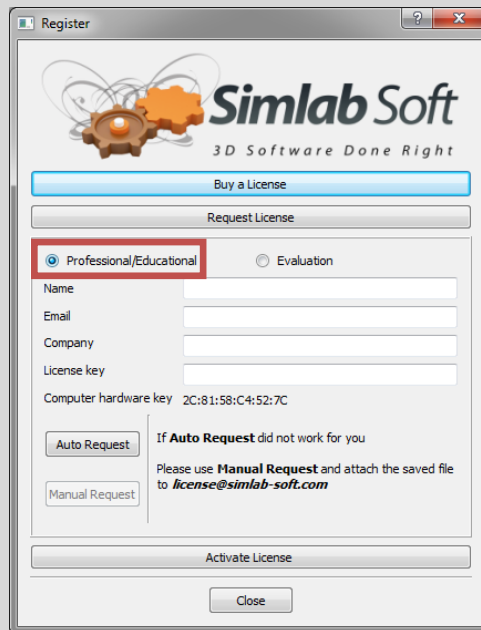 Register
Simlab Soft
3D Software Done Right
Buy a License
Request License
Professional/Educational Evaluation
Name
Email
Company
License key
Computer hardware key 2C:81:58:C4:52:7C
Auto Request
If Auto Request did not work for you
Please use Manual Request and attach the saved file
to license@simlab-soft.com
Manual Request
Activate License
Close